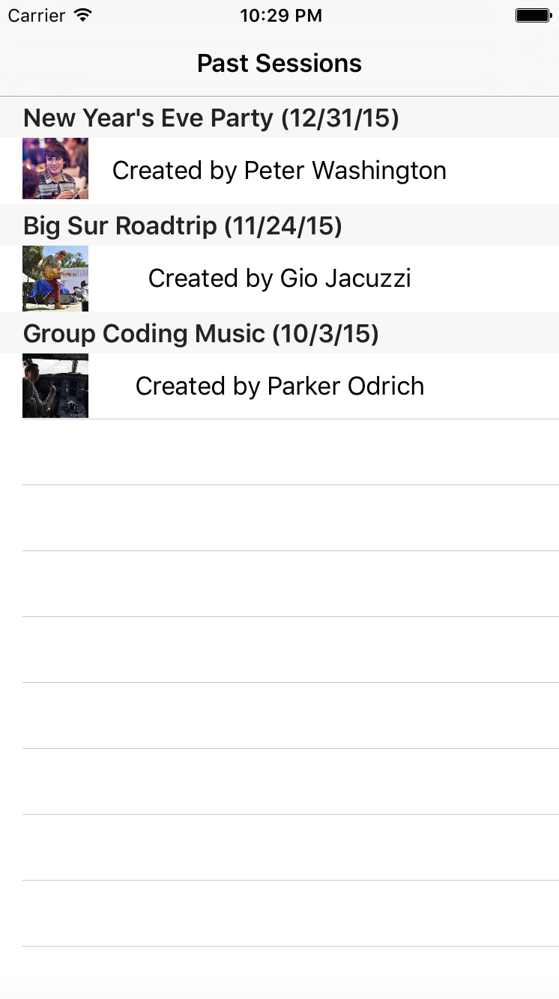 Carrier 10:29 PM
Past Sessions
New Year's Eve Party (12/31/15)
Created by Peter Washington
Big Sur Roadtrip (11/24/15)
Created by Gio Jacuzzi
Group Coding Music (10/3/15)
Created by Parker Odrich